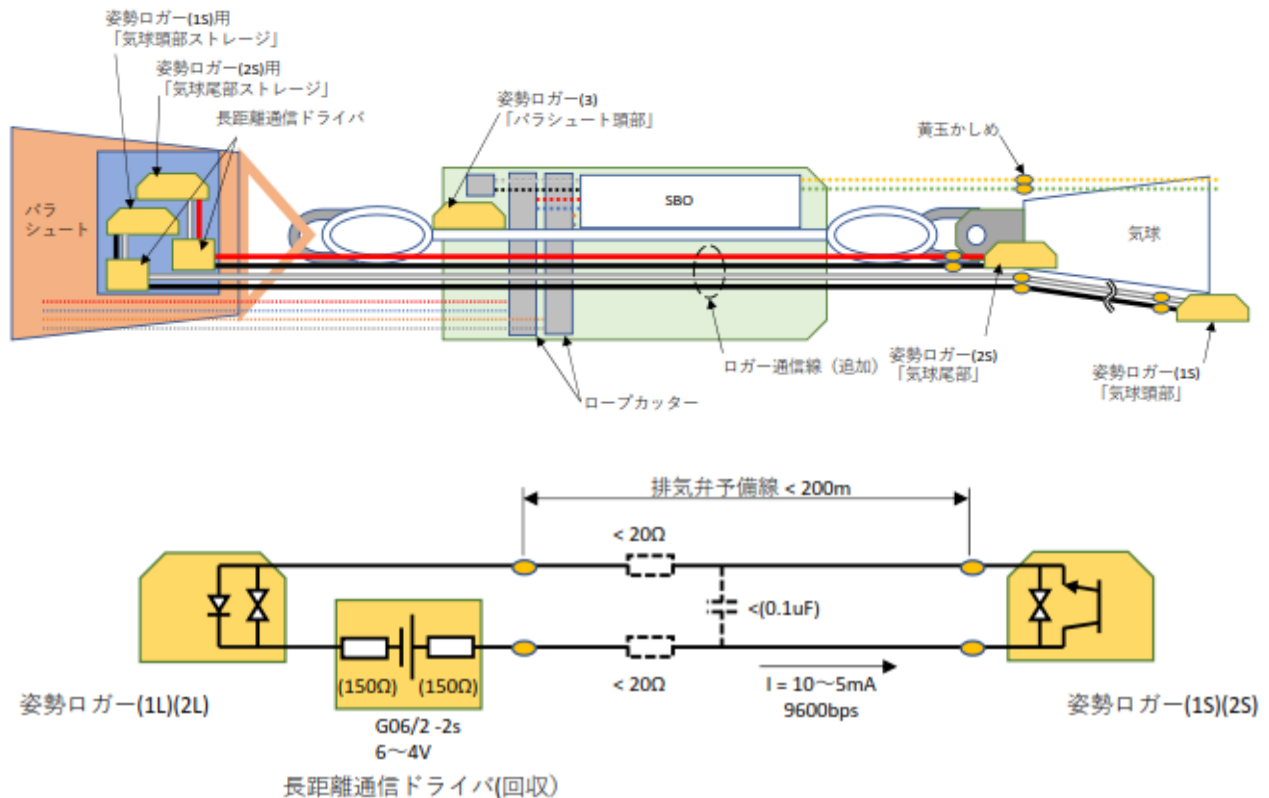 姿勢ロガー(1S)用
「気球頭部ストレージ」
姿勢ロガー(2S)用
「気球尾部ストレージ」
長距離通信ドライバ
姿勢ロガー(3)
「パラシュート頭部」
黄玉かしめ
パラ
シュート
SBO
気球
ロガー通信線（追加）
姿勢ロガー(2S)
「気球尾部」
姿勢ロガー(1S)
「気球頭部」
ロープカッター
排気弁予備線 < 200m
< 20Ω
<(0.1uF)
(150Ω)
(150Ω)
< 20Ω
I = 10～5mA
9600bps
姿勢ロガー(1L)(2L)
姿勢ロガー(1S)(2S)
G06/2 -2s
6～4V
長距離通信ドライバ(回収)